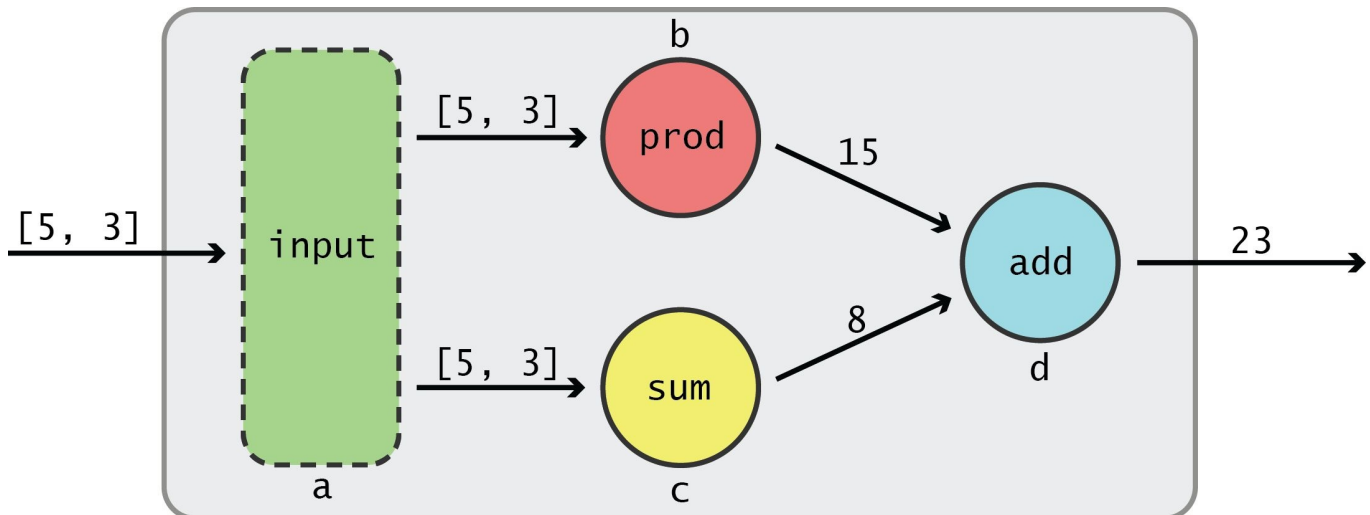 [5, 3]
input
a
[5, 3]
[5, 3]
b
prod
sum
c
15
8
add
d
23